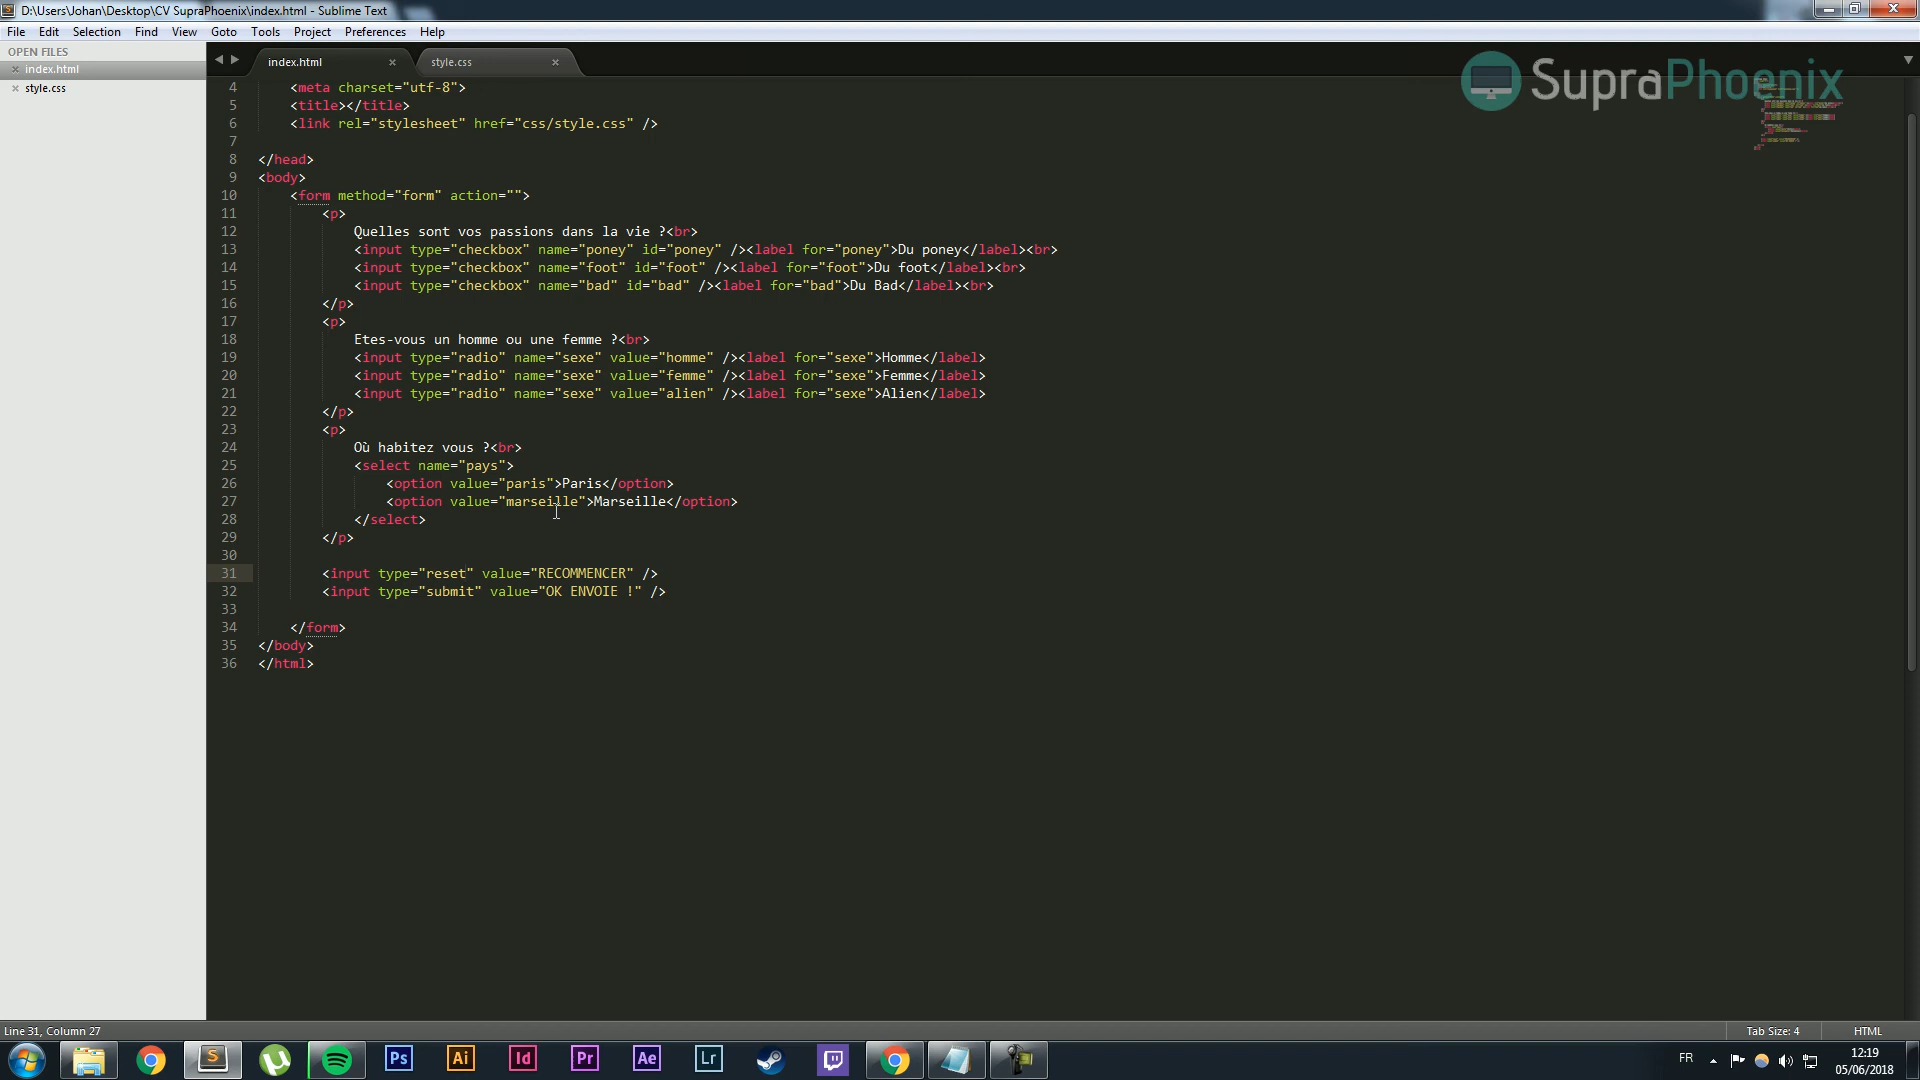 D:\Users\Johan\Desktop\CV SupraPhoenix\index.html - Sublime Text
File Edit Selection Find View Goto Tools Project Preferences Help
OPEN FILES
index.html
style.css
index.html style.css
SupraPhoenix
4 <meta charset="utf-8">
5 <title></title>
6 <link rel="stylesheet" href="css/style.css" />
7
8 </head>
9 <body>
10 <form method="form" action="">
11 <p>
12 Quelles sont vos passions dans la vie ?<br>
13 <input type="checkbox" name="poney" id="poney" /><label for="poney">Du poney</label><br>
14 <input type="checkbox" name="foot" id="foot" /><label for="foot">Du foot</label><br>
15 <input type="checkbox" name="bad" id="bad" /><label for="bad">Du Bad</label><br>
16 </p>
17 <p>
18 Etes-vous un homme ou une femme ?<br>
19 <input type="radio" name="sexe" value="homme" /><label for="sexe">Homme</label>
20 <input type="radio" name="sexe" value="femme" /><label for="sexe">Femme</label>
21 <input type="radio" name="sexe" value="alien" /><label for="sexe">Alien</label>
22 </p>
23 <p>
24 Où habitez vous ?<br>
25 <select name="pays">
26 <option value="paris">Paris</option>
27 <option value="marseille">Marseille</option>
28 </select>
29 </p>
30
31 <input type="reset" value="RECOMMENCER" />
32 <input type="submit" value="OK ENVOIE !" />
33
34 </form>
35 </body>
36 </html>
Line 31, Column 27 Tab Size: 4 HTML
S Ps Ai Id Pr Ae Lr FR 12:19
05/06/2018